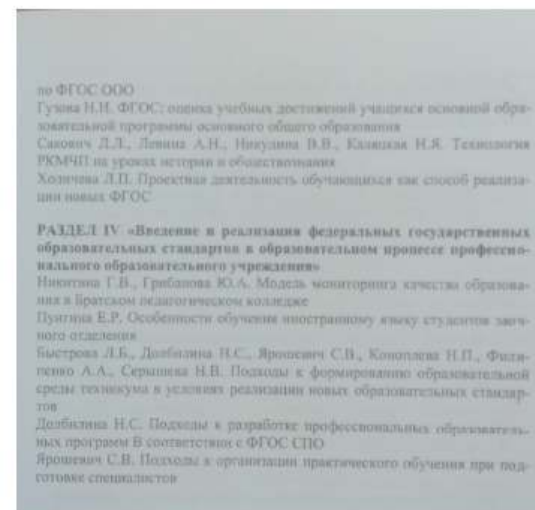 по ФГОС ООО
Гузова Н.И. ФГОС: оценка учебных достижений учащихся основной обра-
зовательной программы основного общего образования
Сакович Л.Л., Левина А.Н., Никулина В.В., Калицкая Н.Я. Технология
РКМЧП на уроках истории и обществознания
Холичева Л.П. Проектная деятельность обучающихся как способ реализа-
ции новых ФГОС
РАЗДЕЛ IV «Введение и реализация федеральных государственных
образовательных стандартов в образовательном процессе профессио-
нального образовательного учреждения»
Никитина Г.В., Грибанова Ю.А. Модель мониторинга качества образова-
ния в Братском педагогическом колледже
Е.Р. Особенности обучения иностранному языку студентов заоч-
ного отделения
Быстрова Л.Б., Долбилина Н.С., Ярошевич С.В., Коноплева Н.П., Фили-
пенко А.А., Серышева Н.В. Подходы к формированию образовательной
среды техникума в условиях реализации новых образовательных стандар-
тов
Долбилина Н.С. Подходы к разработке профессиональных образователь-
ных программ В соответствии с ФГОС СПО
Ярошевич С.В. Подходы к организации практического обучения при под-
готовке специалистов